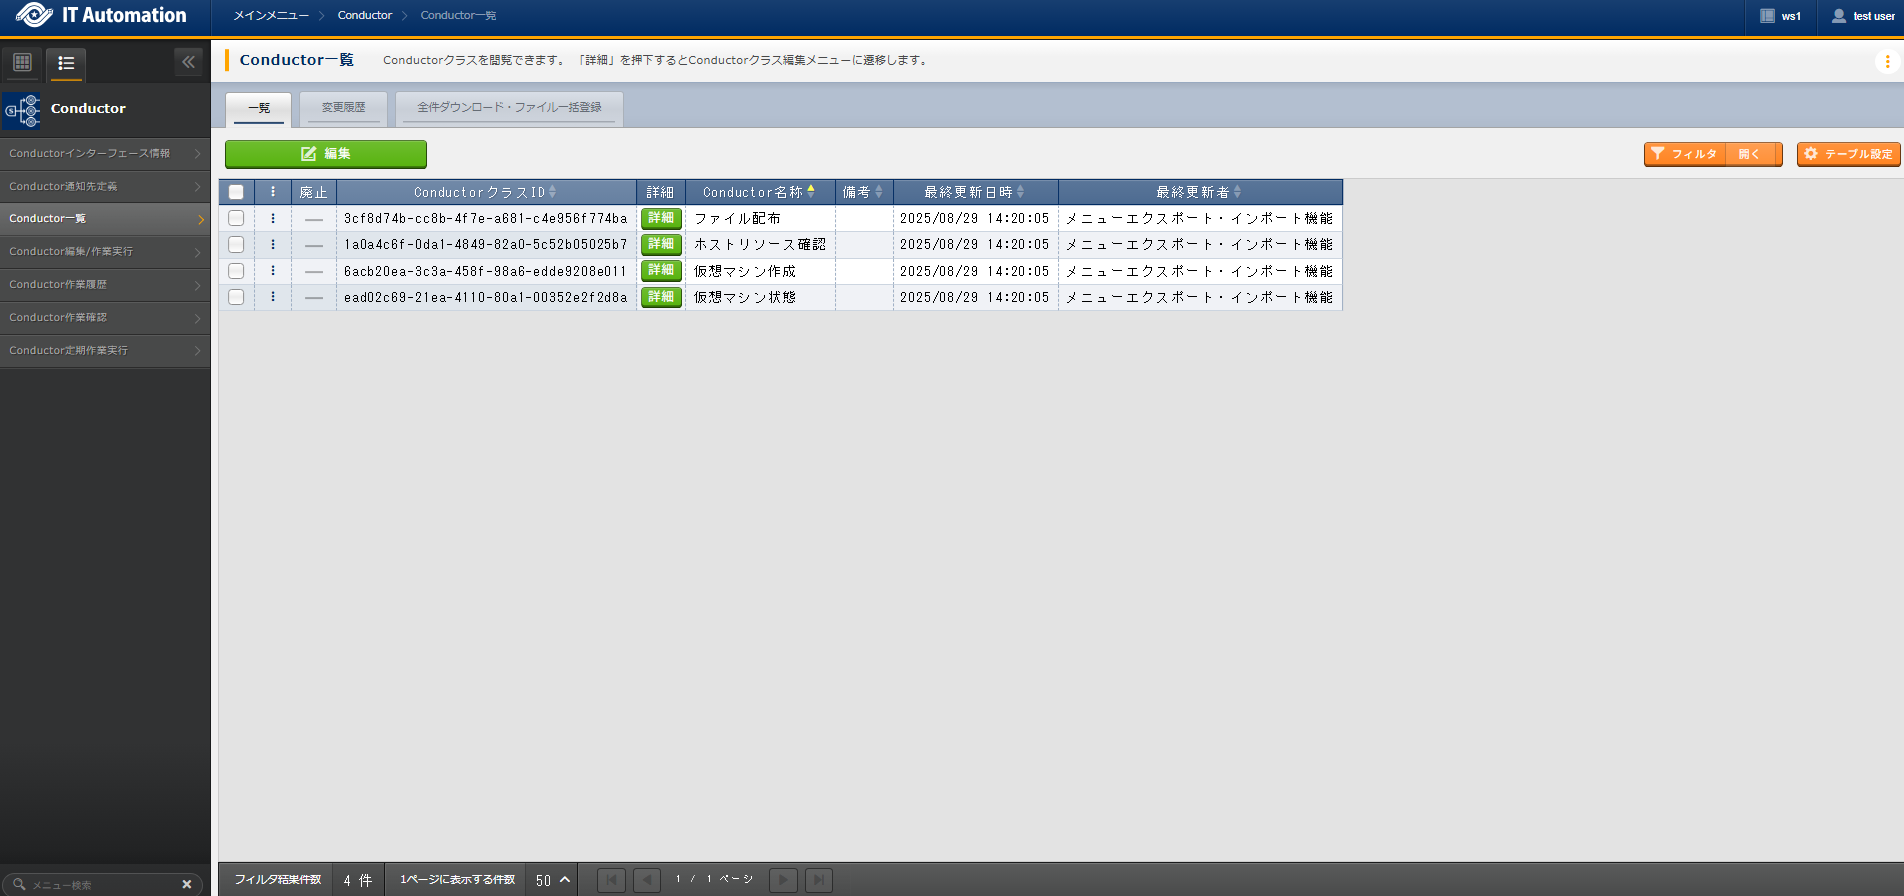 IT Automation
メインメニュー
Conductor
Conductor一覧
ws1
test user
Conductor
Conductorインターフェース情報
Conductor通知先定義
Conductor一覧
Conductor編集/作業実行
Conductor作業履歴
Conductor作業確認
Conductor定期作業実行
メニュー検索
Conductor一覧
Conductorクラスを閲覧できます。「詳細」を押下するとConductorクラス編集メニューに遷移します。
一覧
変更履歴
全件ダウンロード・ファイル一括登録
編集
フィルタ 開く
テーブル設定
廃止 ConductorクラスID 詳細 Conductor名称 備考 最終更新日時 最終更新者
3cf8d74b-cc8b-4f7e-a681-c4e956f774ba 詳細 ファイル配布 2025/08/29 14:20:05 メニューエクスポート・インポート機能
1a0a4c6f-0da1-4849-82a0-5c52b05025b7 詳細 ホストリソース確認 2025/08/29 14:20:05 メニューエクスポート・インポート機能
6acb20ea-3c3a-458f-98a6-edde9208e011 詳細 仮想マシン作成 2025/08/29 14:20:05 メニューエクスポート・インポート機能
ead02c69-21ea-4110-80a1-00352e2f2d8a 詳細 仮想マシン状態 2025/08/29 14:20:05 メニューエクスポート・インポート機能
フィルタ結果件数 4 件 1ページに表示する件数 50 1 / 1 ページ